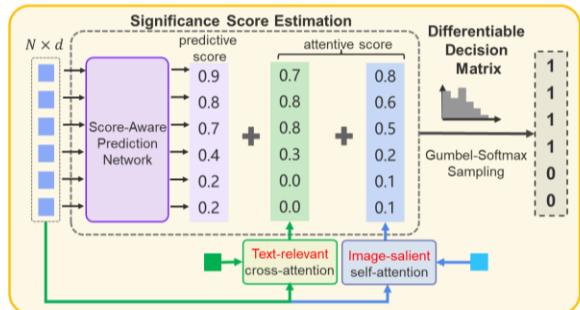 Significance Score Estimation
N × d
predictive
score
attentive score
Differentiable
Decision
Matrix
Score-Aware
Prediction
Network
0.9
0.8
0.7
0.4
0.2
0.2
0.7
0.8
0.8
0.3
0.0
0.0
0.8
0.6
0.5
0.2
0.1
0.1
Gumbel-Softmax
Sampling
1
1
1
1
0
0
Text-relevant
cross-attention
Image-salient
self-attention